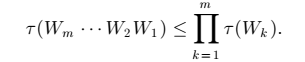 τ(W_m ⋯ W_2 W_1) ≤ ∏_{k=1}^{m} τ(W_k).